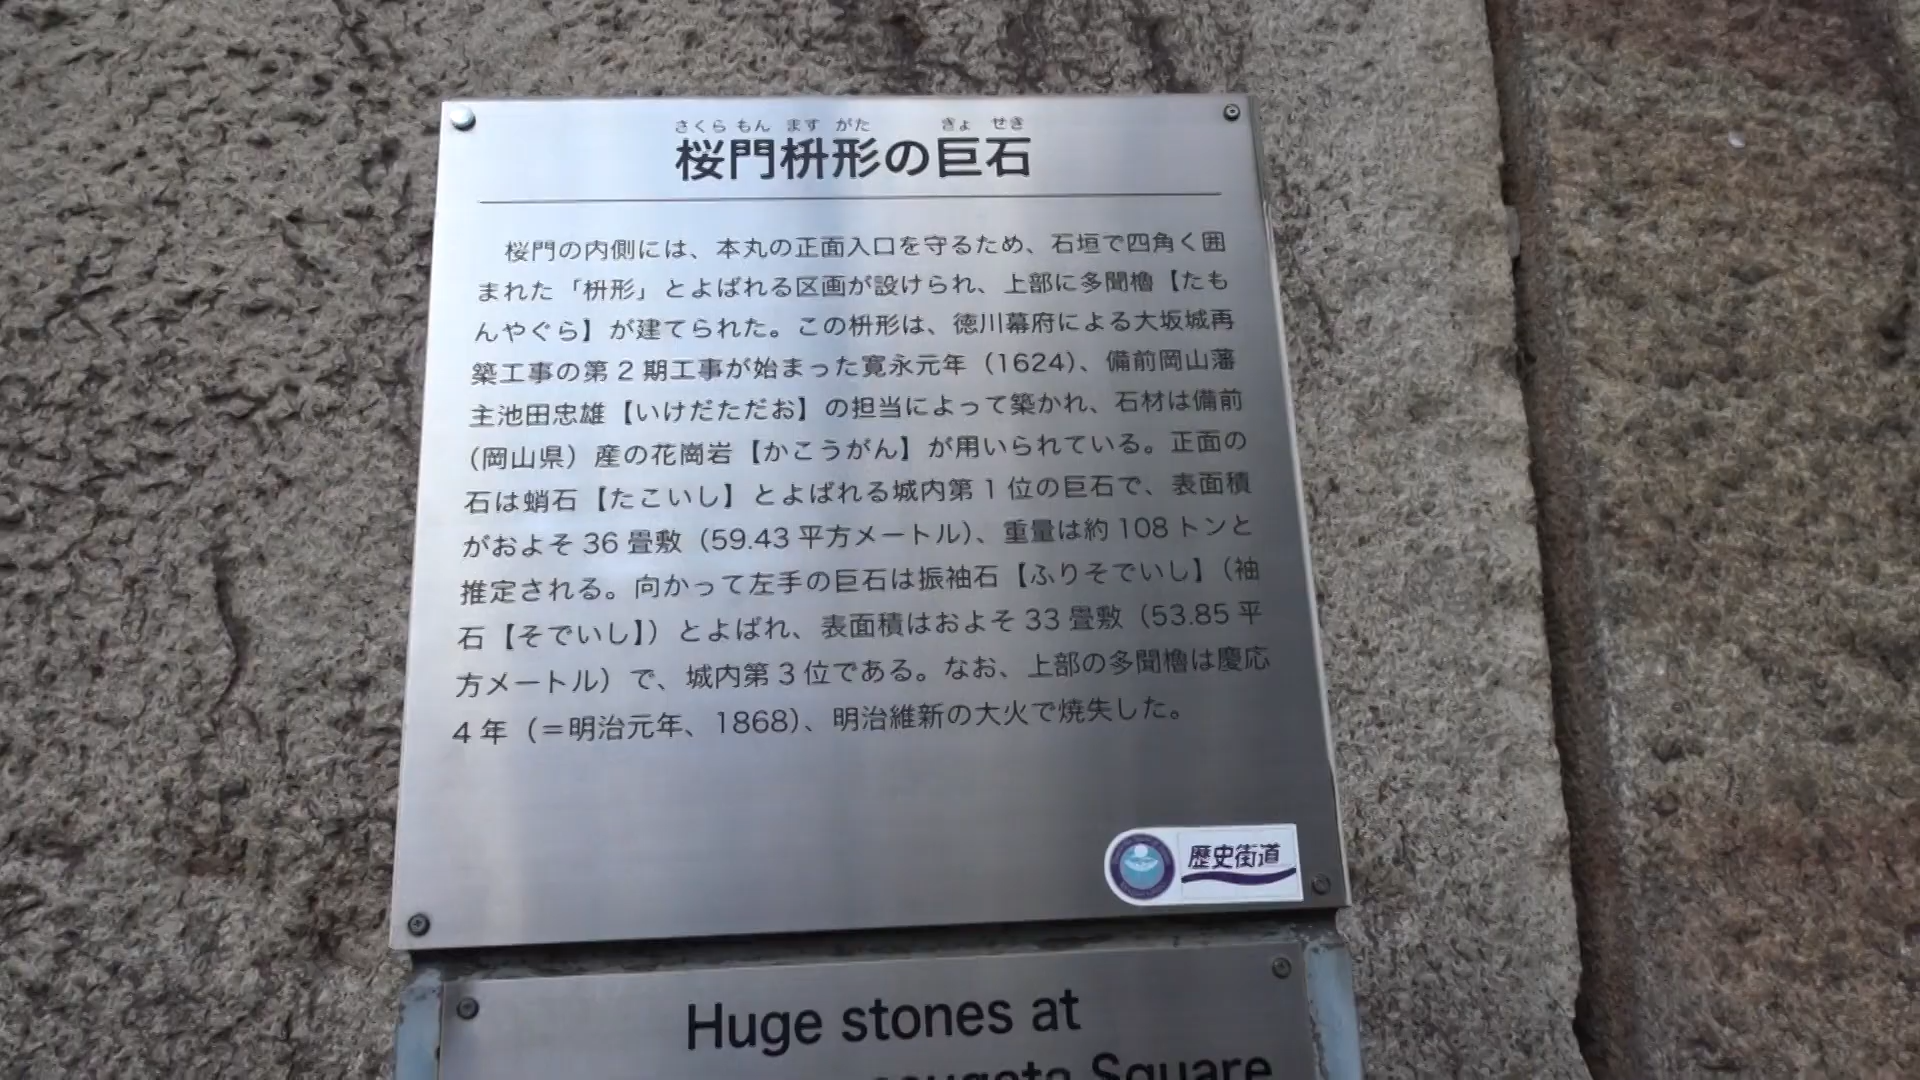 さくら もん ます がた きょ せき
桜門枡形の巨石
桜門の内側には、本丸の正面入口を守るため、石垣で四角く囲
まれた「枡形」とよばれる区画が設けられ、上部に多聞櫓【たも
んやぐら】が建てられた。この枡形は、徳川幕府による大坂城再
築工事の第2期工事が始まった寛永元年（1624）、備前岡山藩
主池田忠雄【いけだただお】の担当によって築かれ、石材は備前
（岡山県）産の花崗岩【かこうがん】が用いられている。正面の
石は蛸石【たこいし】とよばれる城内第1位の巨石で、表面積
がおよそ36畳敷（59.43平方メートル）、重量は約108トンと
推定される。向かって左手の巨石は振袖石【ふりそでいし】（袖
石【そでいし】）とよばれ、表面積はおよそ33畳敷（53.85平
方メートル）で、城内第3位である。なお、上部の多聞櫓は慶応
4年（＝明治元年、1868）、明治維新の大火で焼失した。
歴史街道
Huge stones at
Square